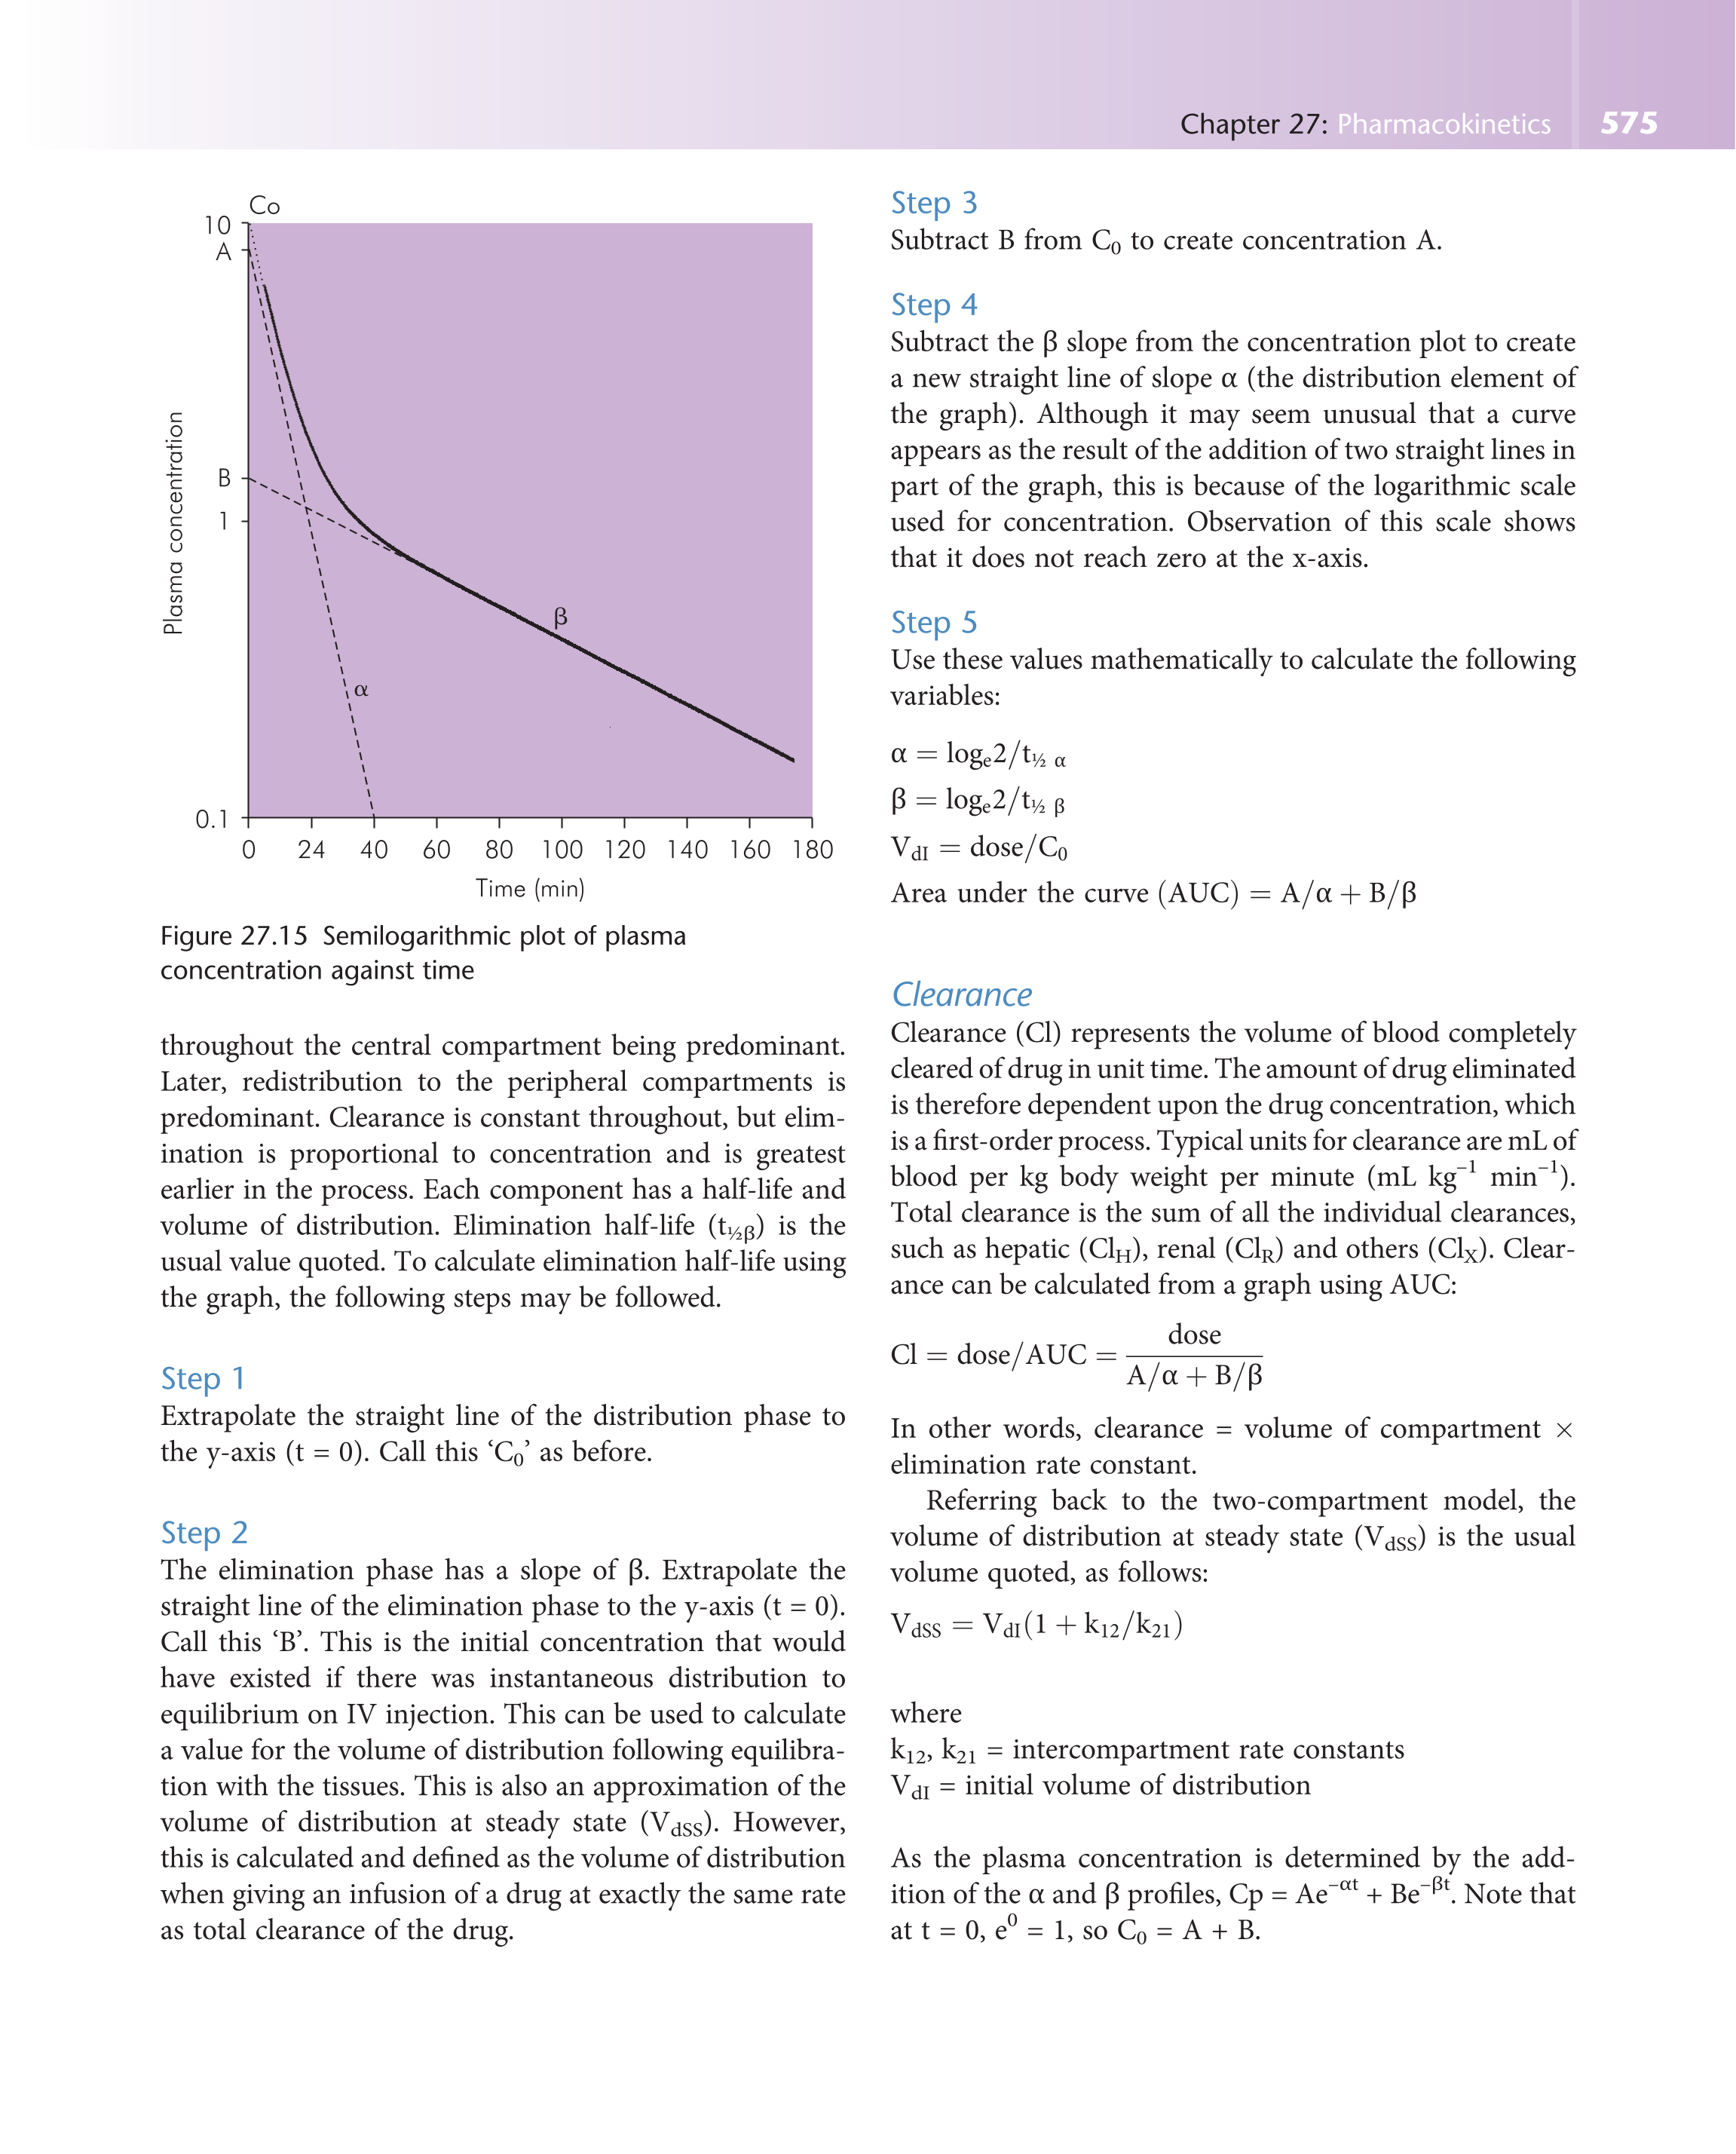 Chapter 27: Pharmacokinetics 575
Co
10
A
B
1
0.1
Plasma concentration
β
α
0 24 40 60 80 100 120 140 160 180
Time (min)
Figure 27.15 Semilogarithmic plot of plasma
concentration against time
throughout the central compartment being predominant.
Later, redistribution to the peripheral compartments is
predominant. Clearance is constant throughout, but elim-
ination is proportional to concentration and is greatest
earlier in the process. Each component has a half-life and
volume of distribution. Elimination half-life (t½β) is the
usual value quoted. To calculate elimination half-life using
the graph, the following steps may be followed.
Step 1
Extrapolate the straight line of the distribution phase to
the y-axis (t = 0). Call this ‘C₀’ as before.
Step 2
The elimination phase has a slope of β. Extrapolate the
straight line of the elimination phase to the y-axis (t = 0).
Call this ‘B’. This is the initial concentration that would
have existed if there was instantaneous distribution to
equilibrium on IV injection. This can be used to calculate
a value for the volume of distribution following equilibra-
tion with the tissues. This is also an approximation of the
volume of distribution at steady state (VdSS). However,
this is calculated and defined as the volume of distribution
when giving an infusion of a drug at exactly the same rate
as total clearance of the drug.
Step 3
Subtract B from C₀ to create concentration A.
Step 4
Subtract the β slope from the concentration plot to create
a new straight line of slope α (the distribution element of
the graph). Although it may seem unusual that a curve
appears as the result of the addition of two straight lines in
part of the graph, this is because of the logarithmic scale
used for concentration. Observation of this scale shows
that it does not reach zero at the x-axis.
Step 5
Use these values mathematically to calculate the following
variables:
α = logₑ2/t½ α
β = logₑ2/t½ β
VdI = dose/C₀
Area under the curve (AUC) = A/α + B/β
Clearance
Clearance (Cl) represents the volume of blood completely
cleared of drug in unit time. The amount of drug eliminated
is therefore dependent upon the drug concentration, which
is a first-order process. Typical units for clearance are mL of
blood per kg body weight per minute (mL kg⁻¹ min⁻¹).
Total clearance is the sum of all the individual clearances,
such as hepatic (ClH), renal (ClR) and others (ClX). Clear-
ance can be calculated from a graph using AUC:
Cl = dose/AUC = dose
A/α + B/β
In other words, clearance = volume of compartment ×
elimination rate constant.
Referring back to the two-compartment model, the
volume of distribution at steady state (VdSS) is the usual
volume quoted, as follows:
VdSS = VdI(1 + k₁₂/k₂₁)
where
k₁₂, k₂₁ = intercompartment rate constants
VdI = initial volume of distribution
As the plasma concentration is determined by the add-
ition of the α and β profiles, Cp = Ae⁻ᵅᵗ + Be⁻ᵝᵗ. Note that
at t = 0, e⁰ = 1, so C₀ = A + B.